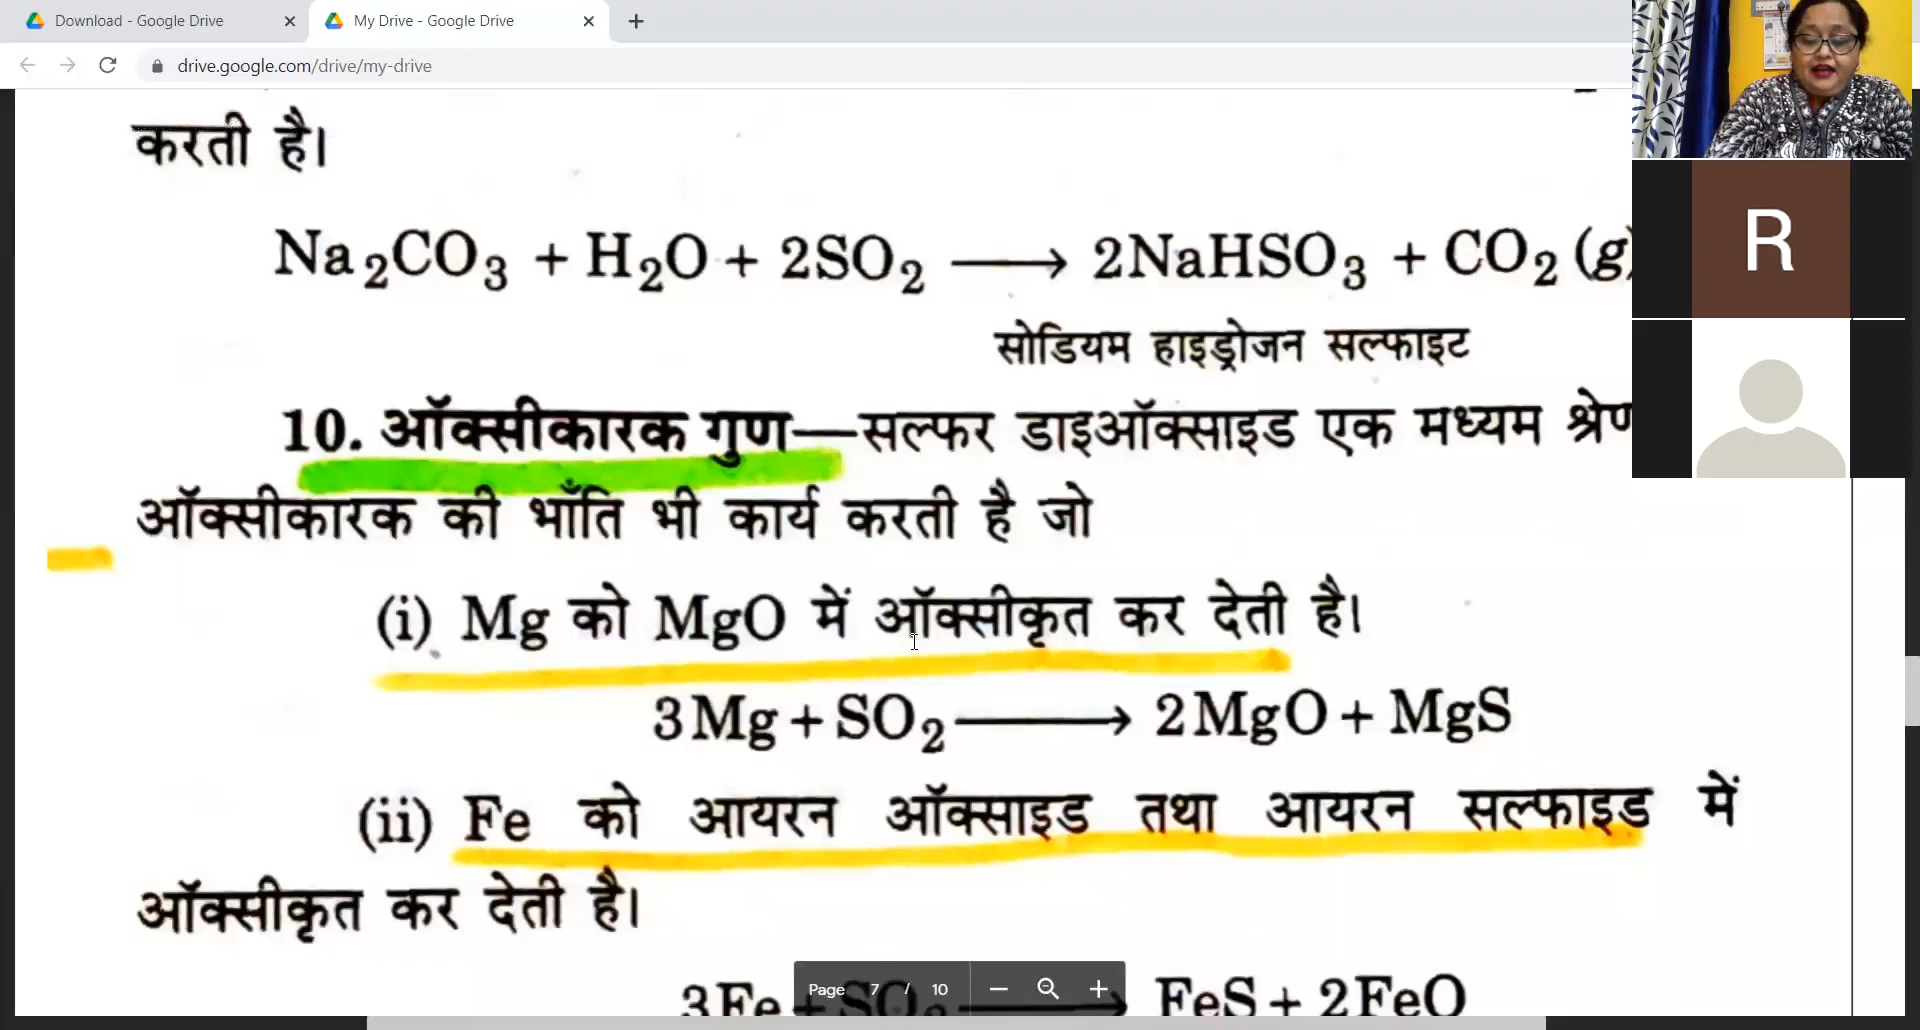 Download - Google Drive
My Drive - Google Drive
drive.google.com/drive/my-drive
करती है।
Na₂CO₃ + H₂O + 2SO₂ ⟶ 2NaHSO₃ + CO₂ (g)
सोडियम हाइड्रोजन सल्फाइट
R
10. ऑक्सीकारक गुण—सल्फर डाइऑक्साइड एक मध्यम
ऑक्सीकारक की भाँति भी कार्य करती है जो
(i) Mg को MgO में ऑक्सीकृत कर देती है।
3Mg + SO₂ ⟶ 2MgO + MgS
(ii) Fe को आयरन ऑक्साइड तथा आयरन सल्फाइड में
ऑक्सीकृत कर देती है।
3Fe + SO₂ ⟶ FeS + 2FeO
Page 7 / 10